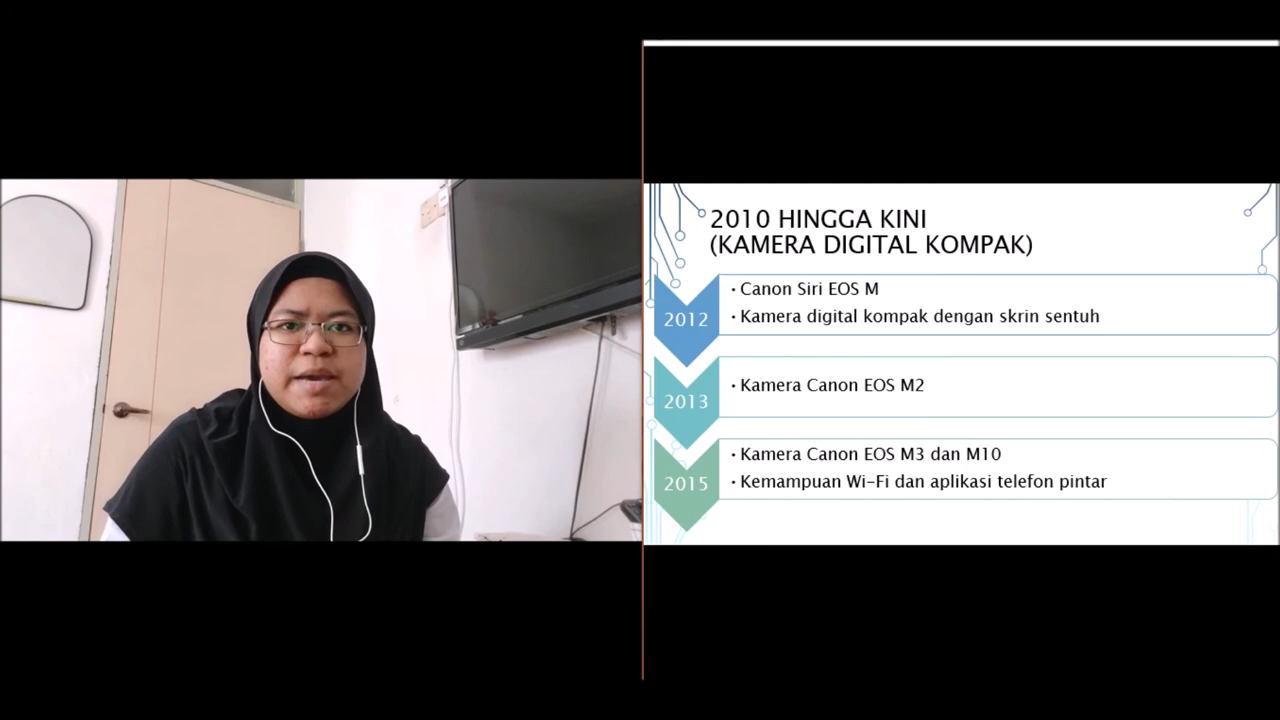 2010 HINGGA KINI
(KAMERA DIGITAL KOMPAK)
2012
• Canon Siri EOS M
• Kamera digital kompak dengan skrin sentuh
2013
• Kamera Canon EOS M2
2015
• Kamera Canon EOS M3 dan M10
• Kemampuan Wi-Fi dan aplikasi telefon pintar